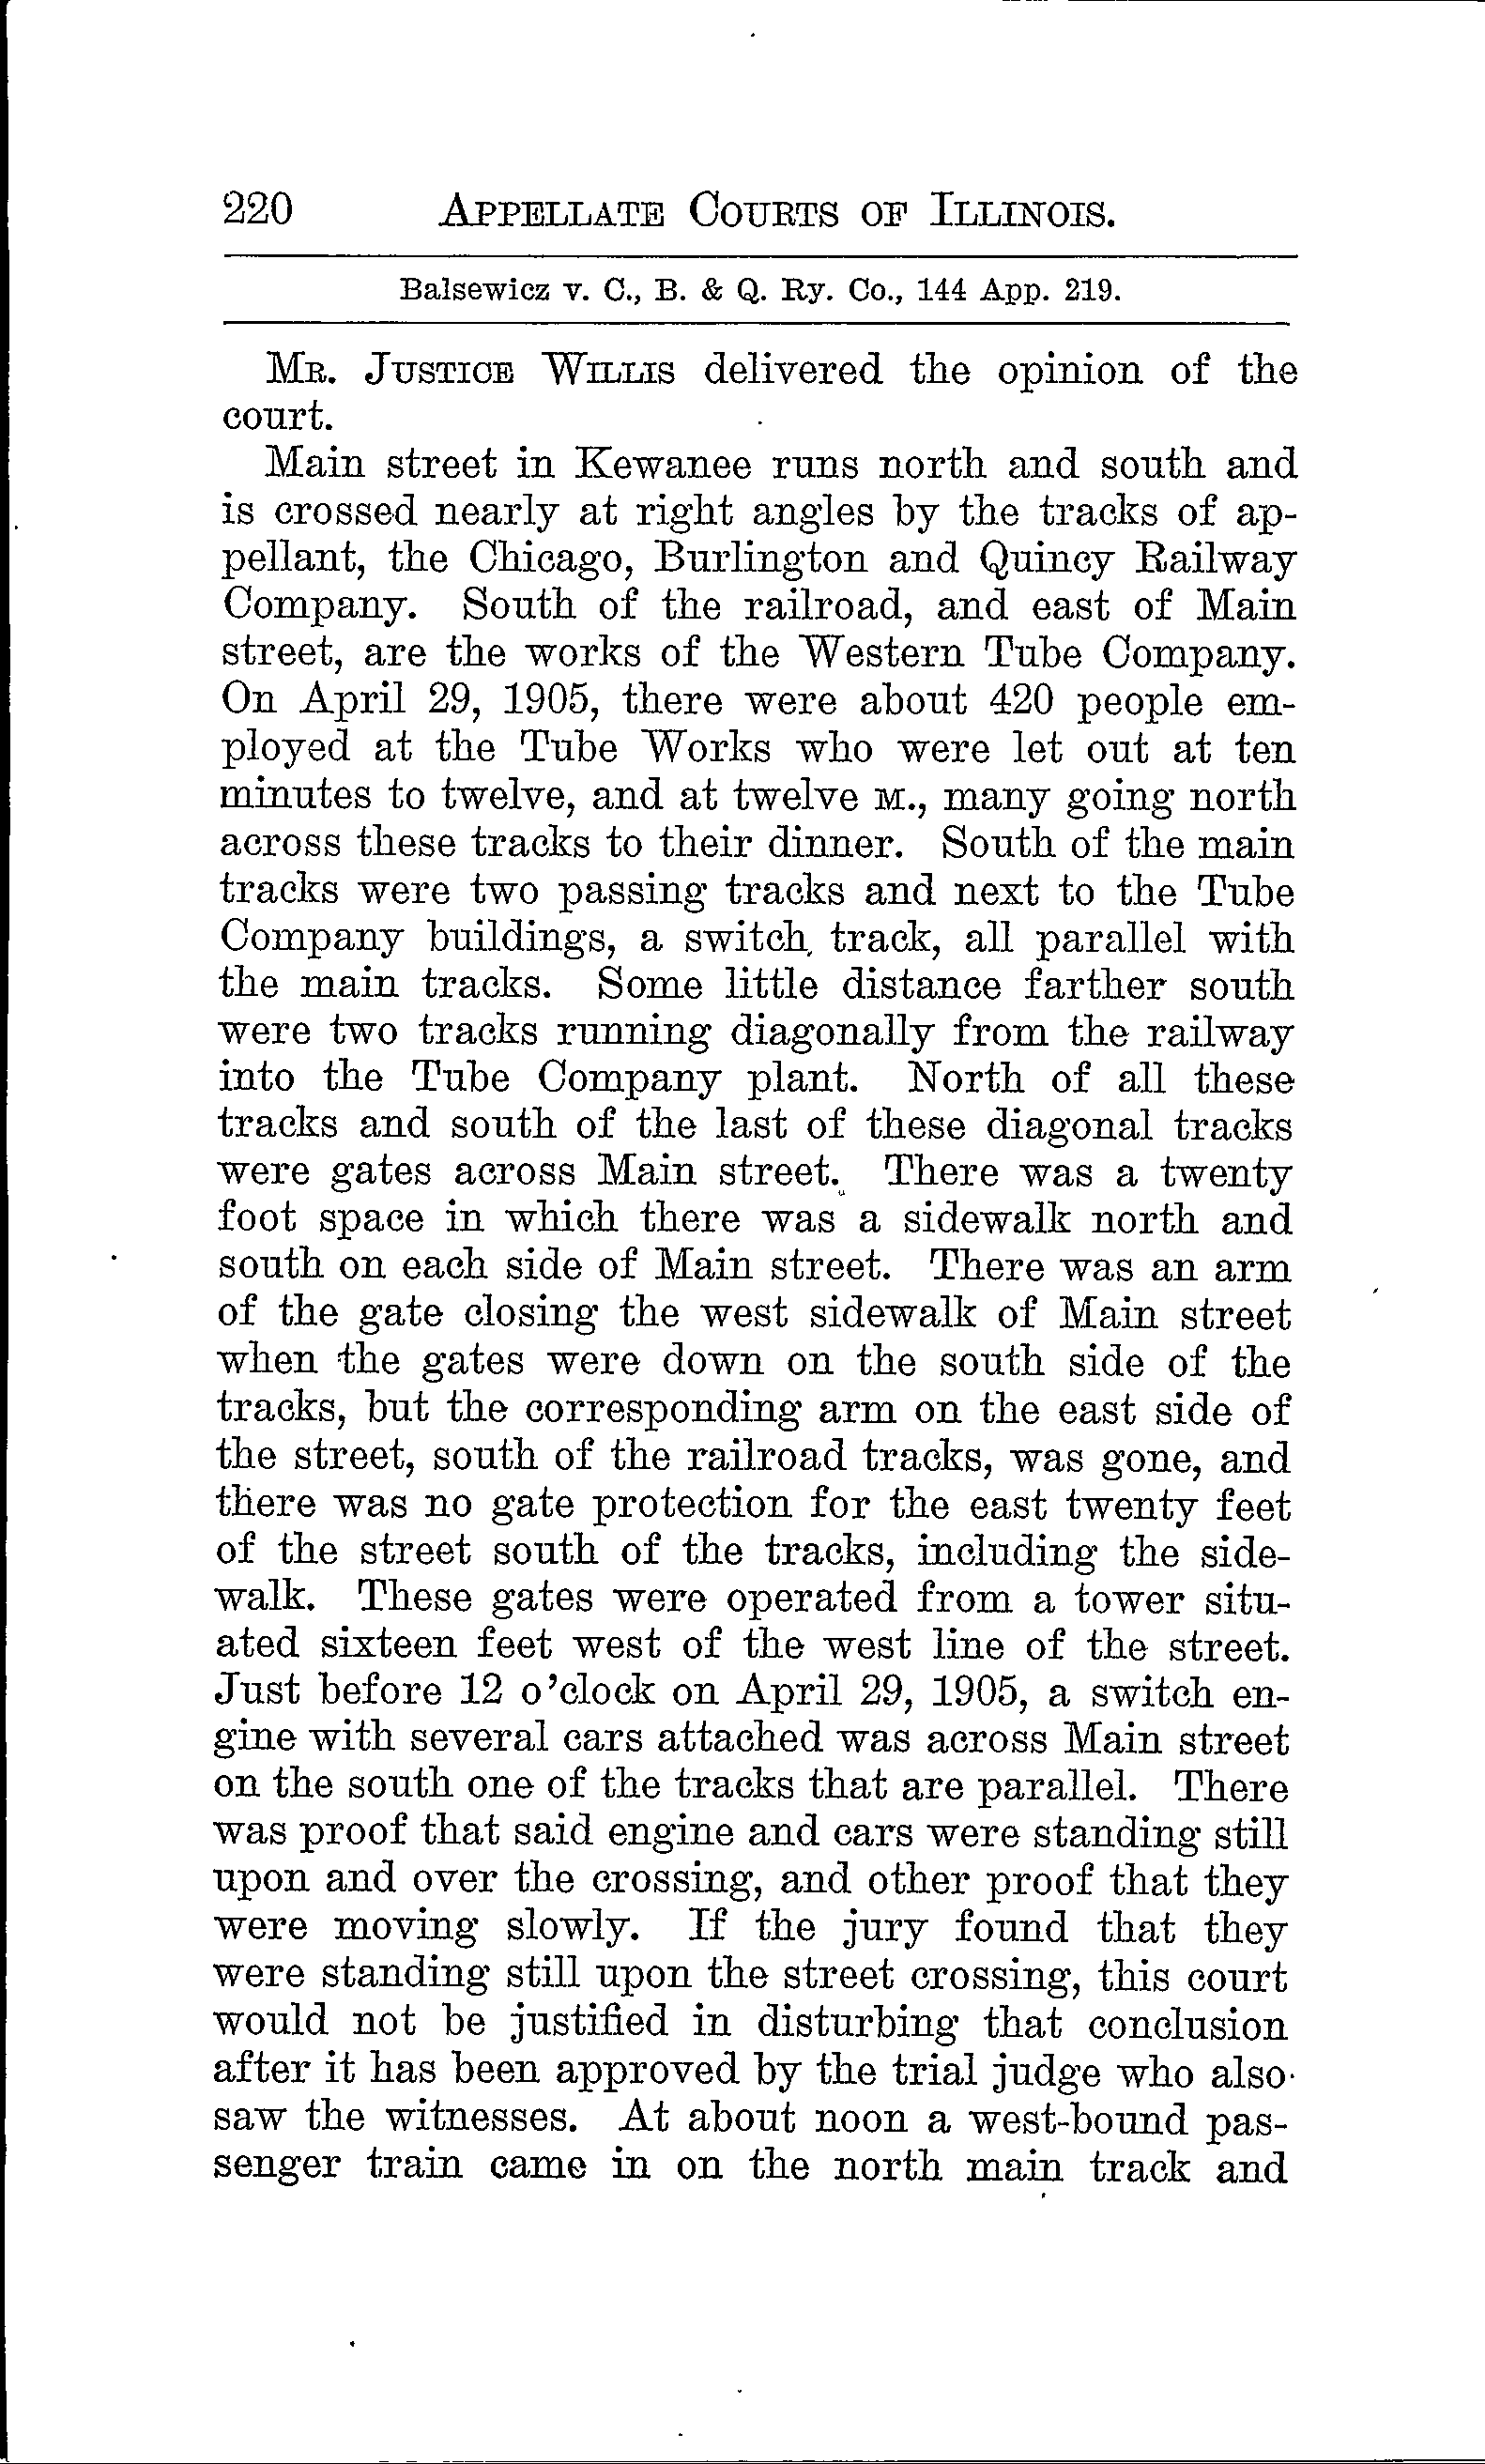 220 APPELLATE COURTS OF ILLINOIS.
Balsewicz v. C., B. & Q. Ry. Co., 144 App. 219.
MR. JUSTICE WILLIS delivered the opinion of the
court.
Main street in Kewanee runs north and south and
is crossed nearly at right angles by the tracks of ap-
pellant, the Chicago, Burlington and Quincy Railway
Company. South of the railroad, and east of Main
street, are the works of the Western Tube Company.
On April 29, 1905, there were about 420 people em-
ployed at the Tube Works who were let out at ten
minutes to twelve, and at twelve M., many going north
across these tracks to their dinner. South of the main
tracks were two passing tracks and next to the Tube
Company buildings, a switch track, all parallel with
the main tracks. Some little distance farther south
were two tracks running diagonally from the railway
into the Tube Company plant. North of all these
tracks and south of the last of these diagonal tracks
were gates across Main street. There was a twenty
foot space in which there was a sidewalk north and
south on each side of Main street. There was an arm
of the gate closing the west sidewalk of Main street
when the gates were down on the south side of the
tracks, but the corresponding arm on the east side of
the street, south of the railroad tracks, was gone, and
there was no gate protection for the east twenty feet
of the street south of the tracks, including the side-
walk. These gates were operated from a tower situ-
ated sixteen feet west of the west line of the street.
Just before 12 o'clock on April 29, 1905, a switch en-
gine with several cars attached was across Main street
on the south one of the tracks that are parallel. There
was proof that said engine and cars were standing still
upon and over the crossing, and other proof that they
were moving slowly. If the jury found that they
were standing still upon the street crossing, this court
would not be justified in disturbing that conclusion
after it has been approved by the trial judge who also
saw the witnesses. At about noon a west-bound pas-
senger train came in on the north main track and